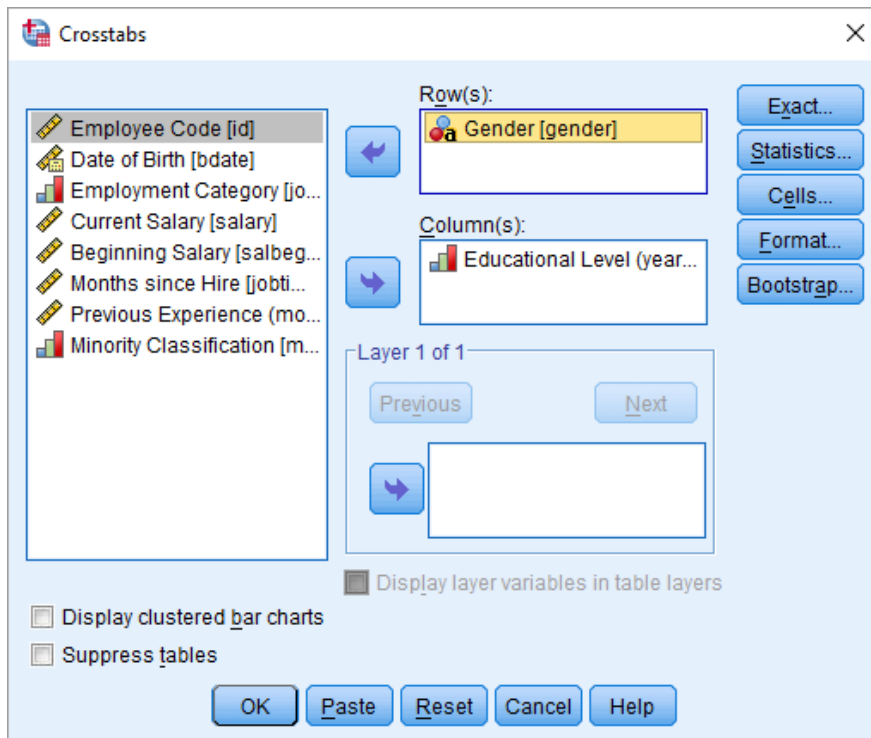 Crosstabs
Employee Code [id]
Date of Birth [bdate]
Employment Category [jo...
Current Salary [salary]
Beginning Salary [salbeg...
Months since Hire [jobti...
Previous Experience (mo...
Minority Classification [m...
Row(s):
Gender [gender]
Column(s):
Educational Level (year...
Layer 1 of 1
Previous
Next
Display layer variables in table layers
Exact...
Statistics...
Cells...
Format...
Bootstrap...
Display clustered bar charts
Suppress tables
OK
Paste
Reset
Cancel
Help